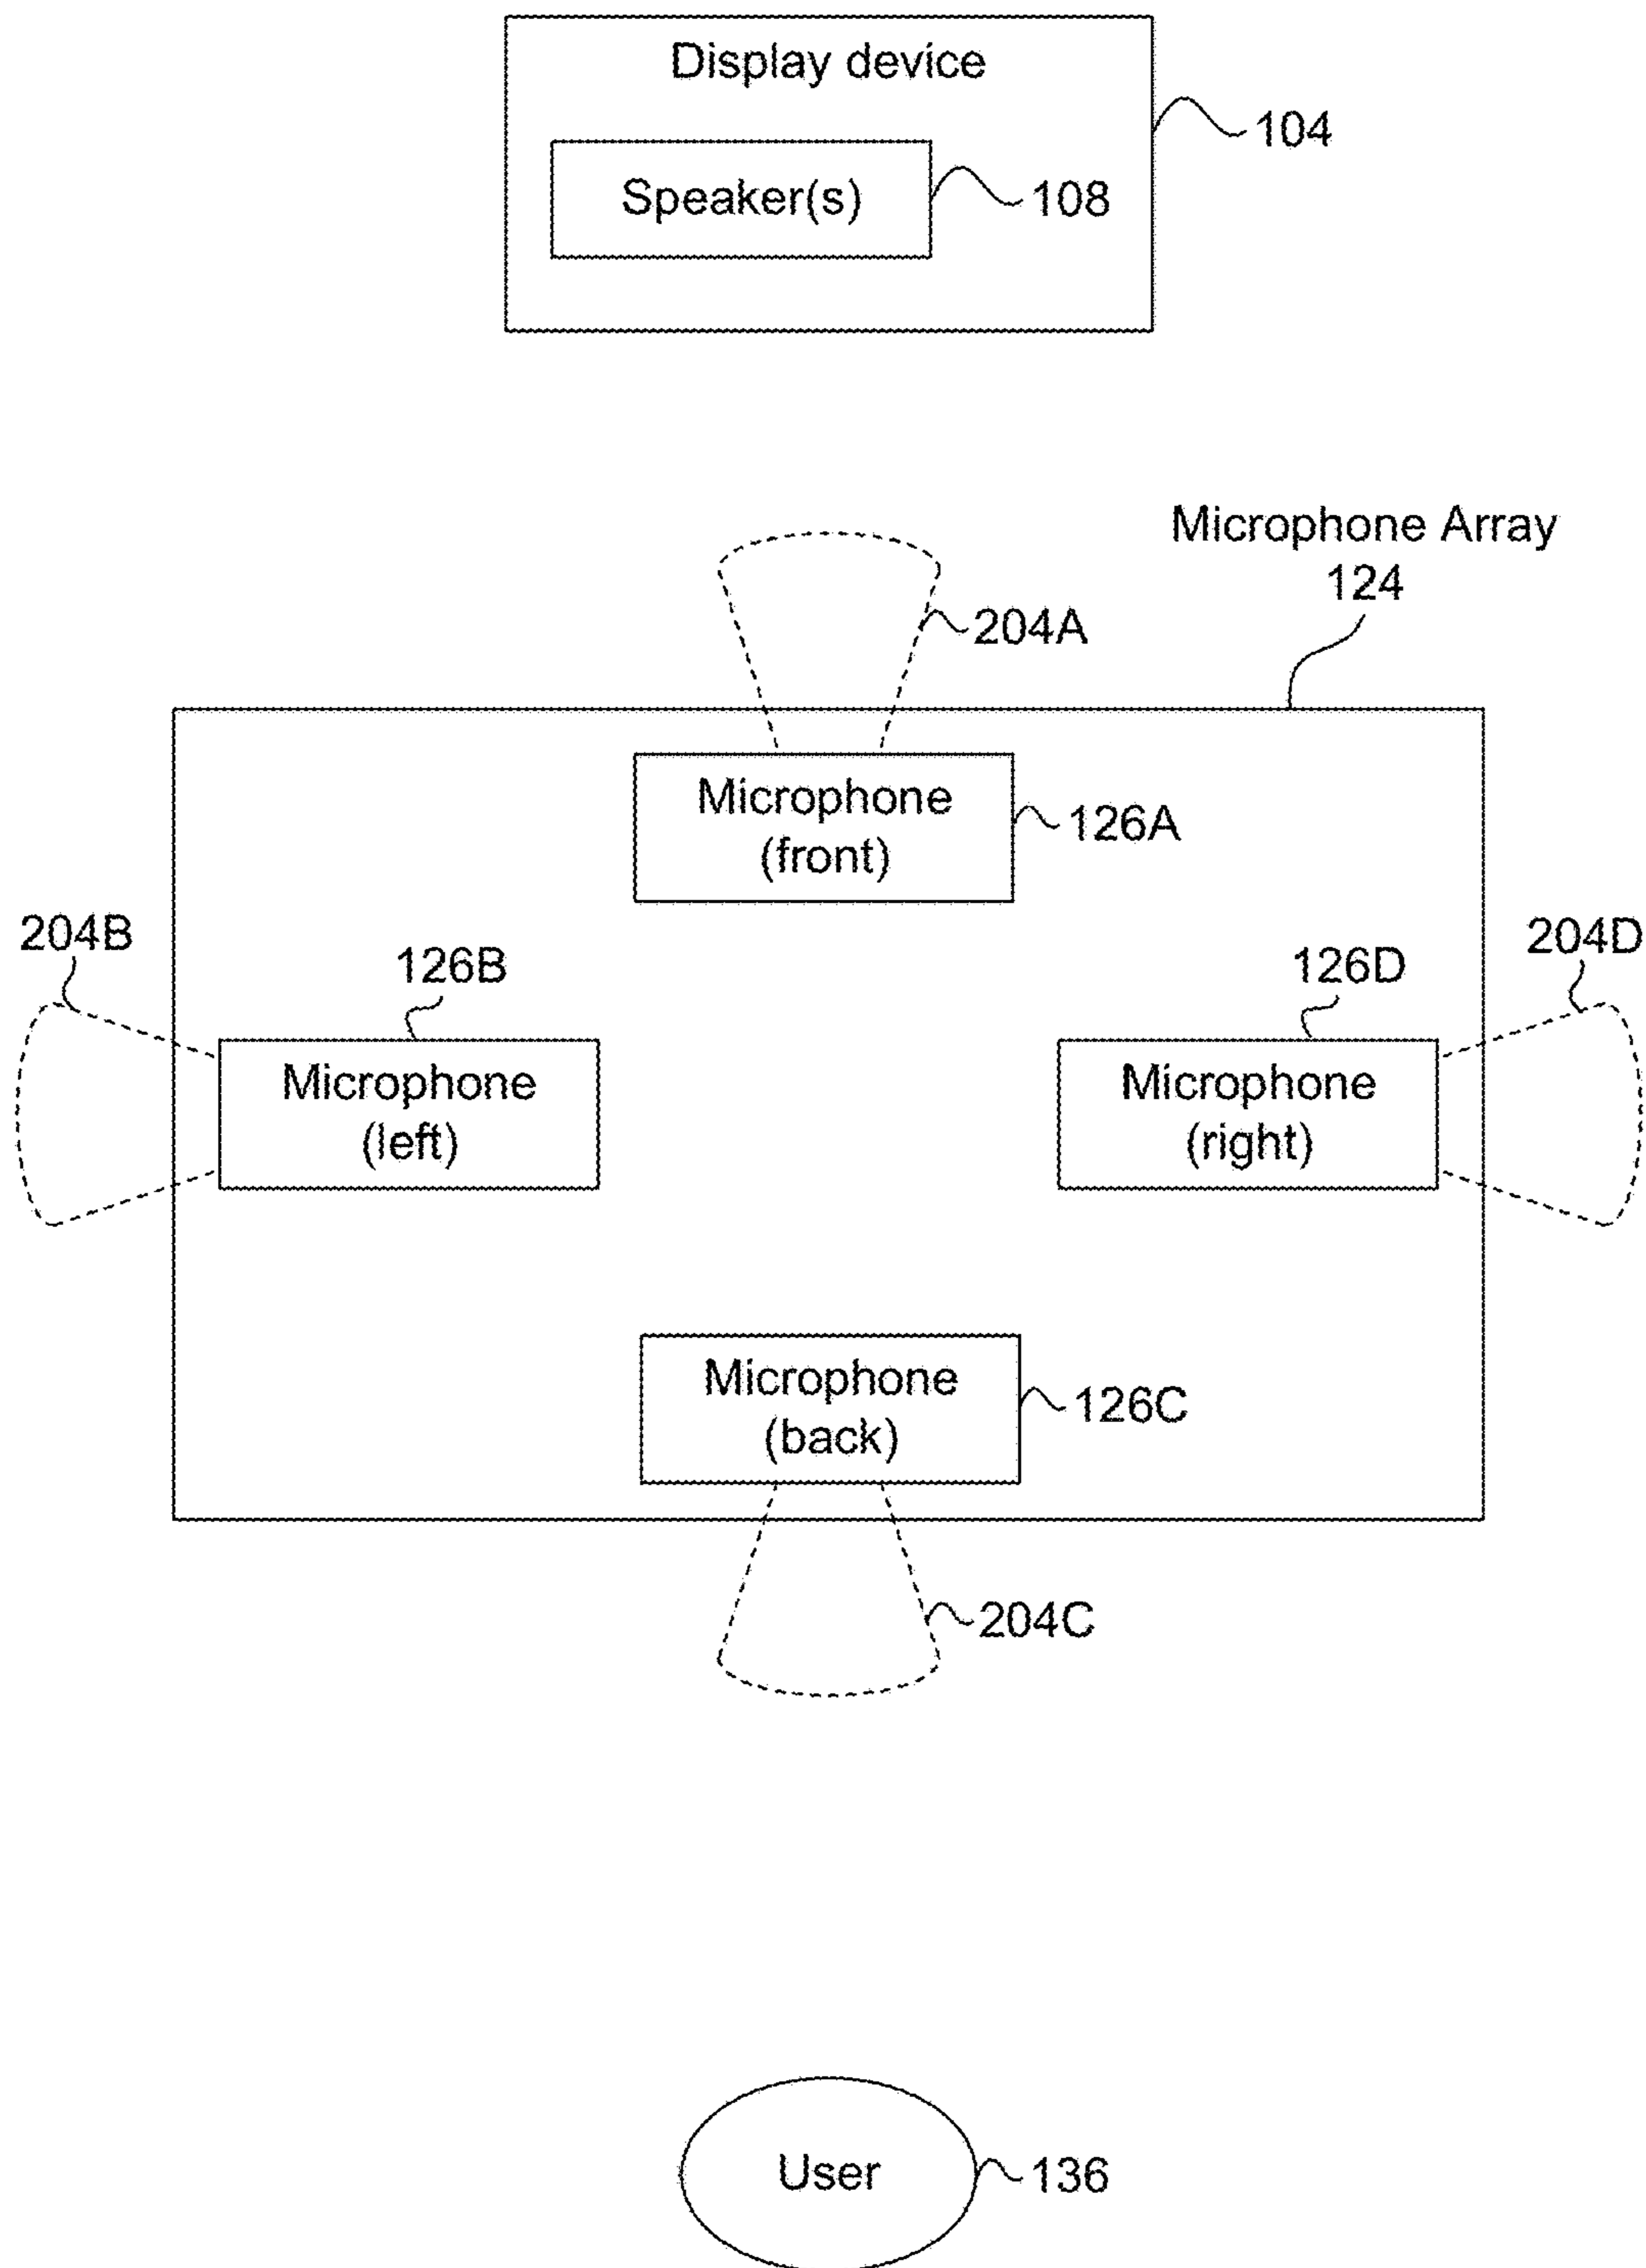 Display device
104
Speaker(s)
108
Microphone Array
124
204A
Microphone
(front)
126A
204B
126B
126D
204D
Microphone
(left)
Microphone
(right)
Microphone
(back)
126C
204C
User
136